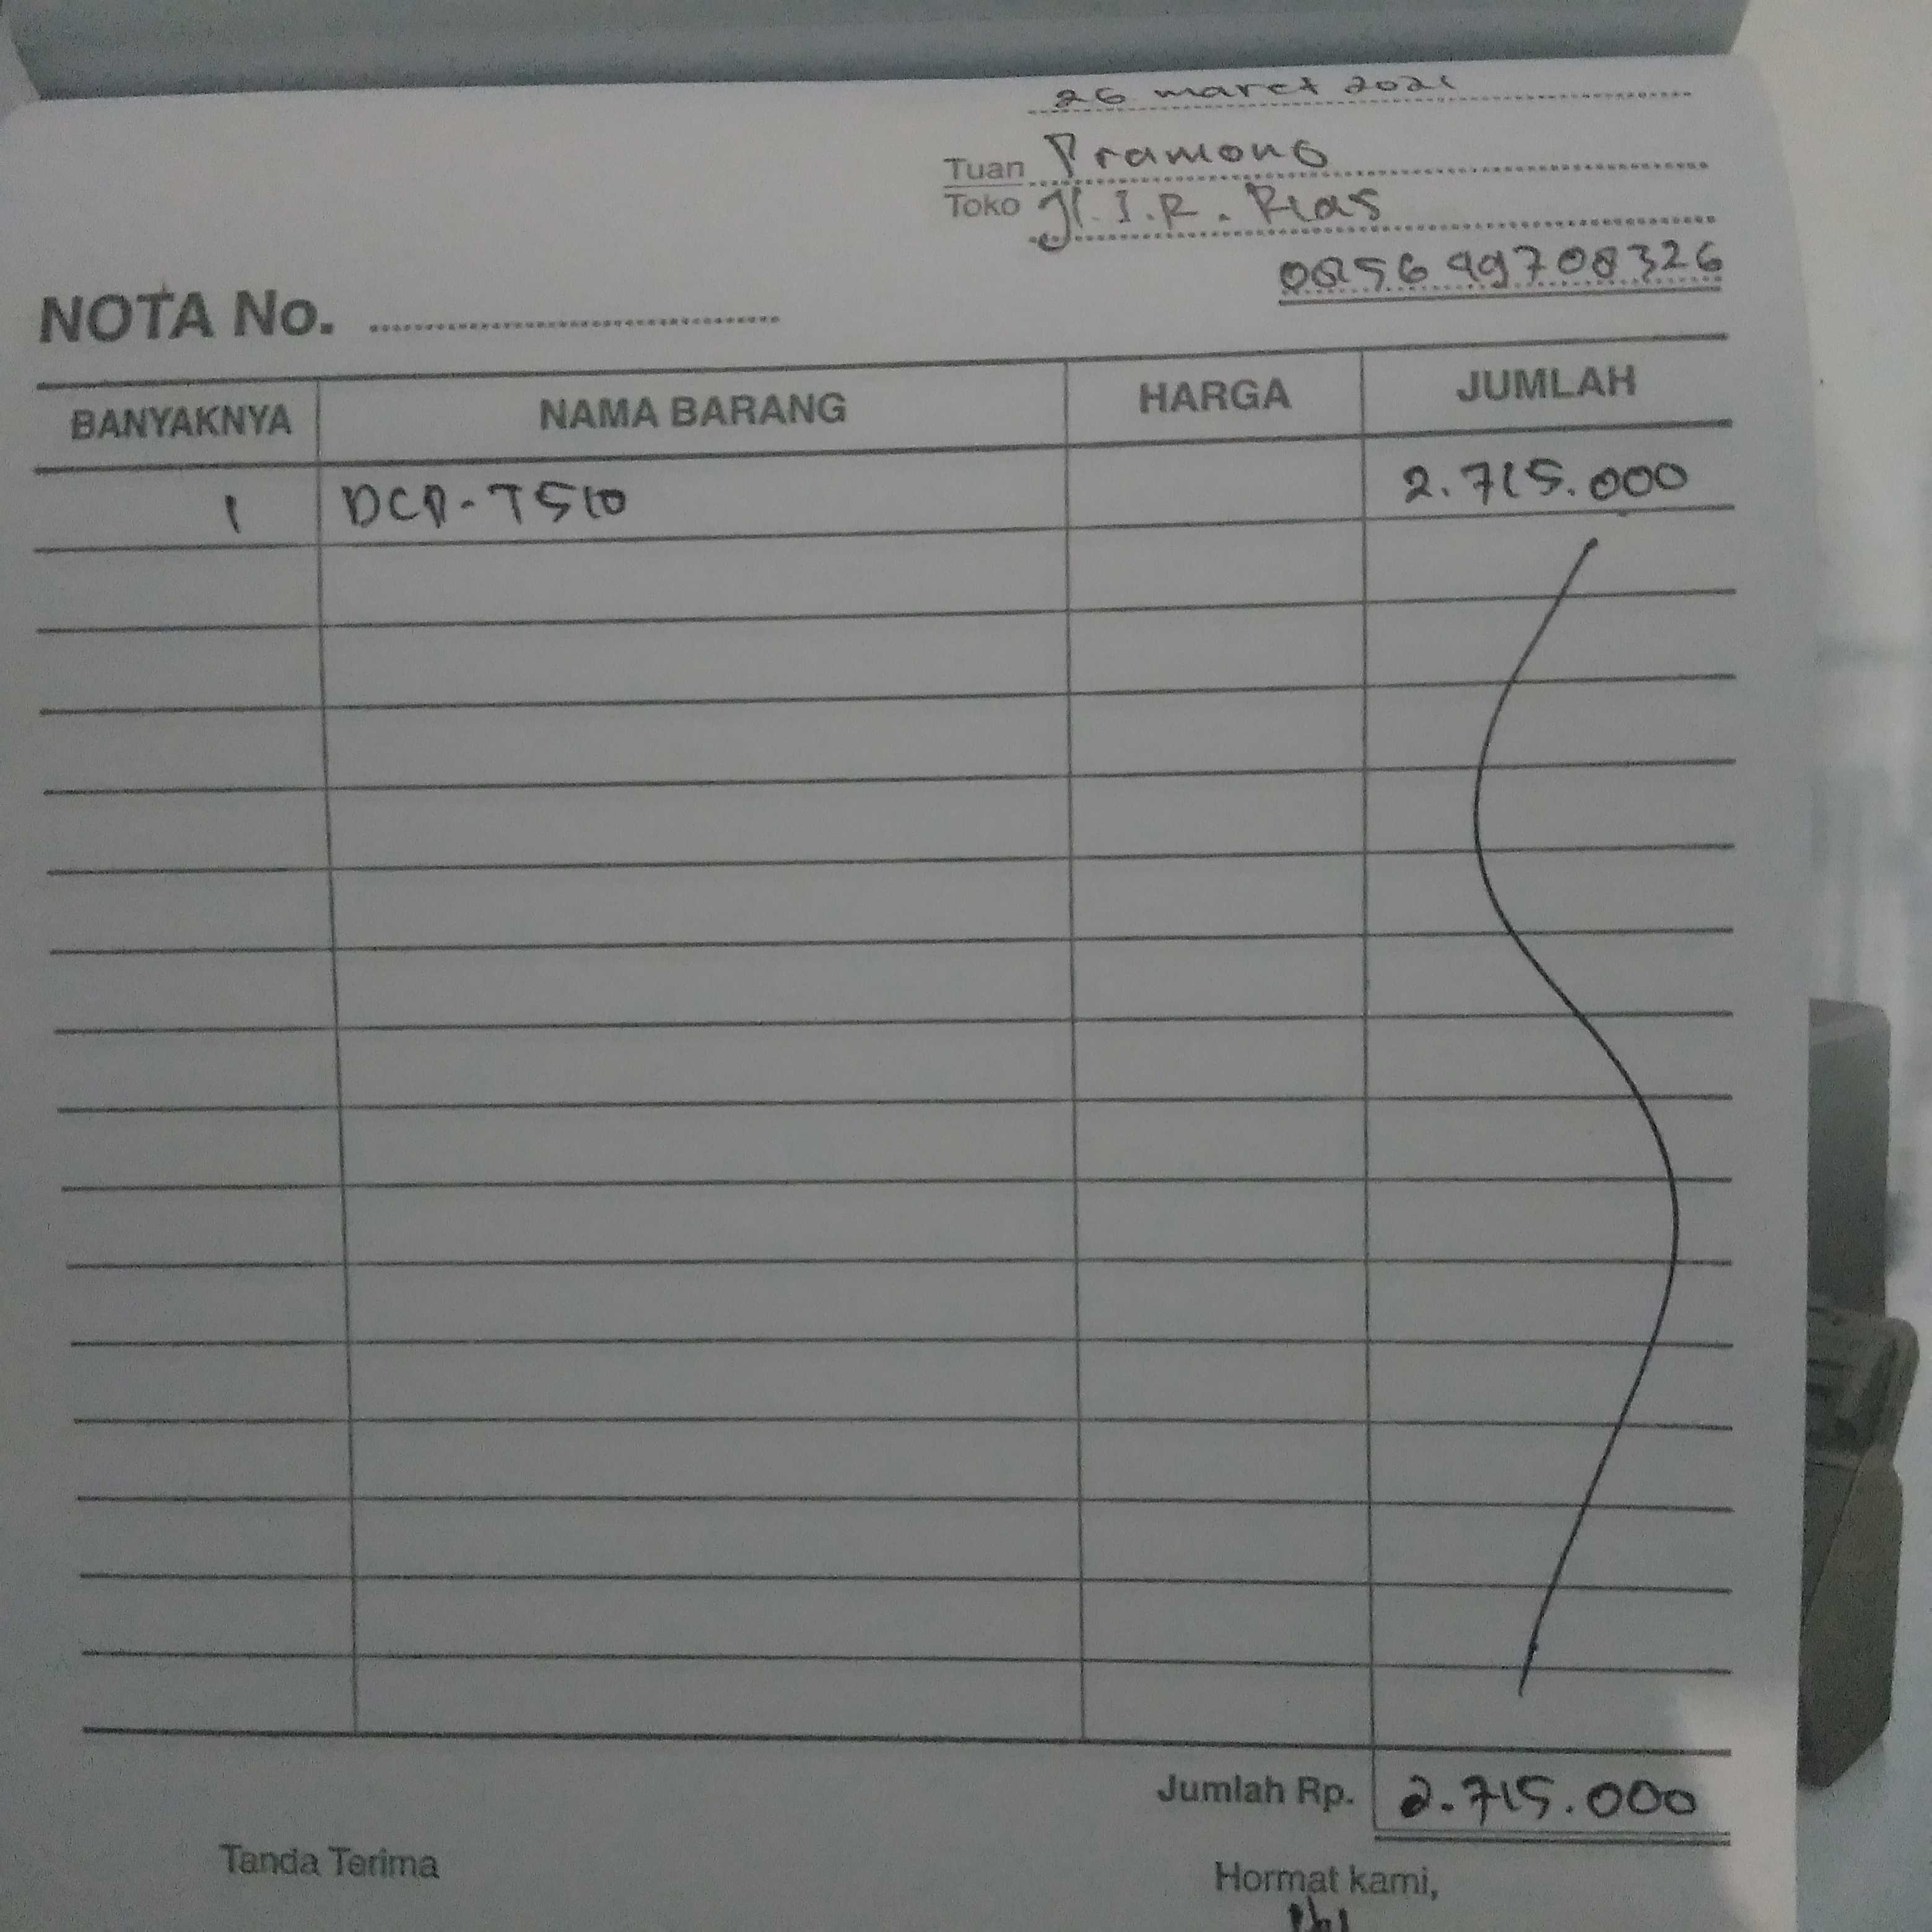 26 maret 2021
Tuan Pramono
Toko Jl. I.R. Rias
085649708326
NOTA No.
BANYAKNYA NAMA BARANG HARGA JUMLAH
1 DCP-T510 2.715.000
Jumlah Rp. 2.715.000
Tanda Terima
Hormat kami,